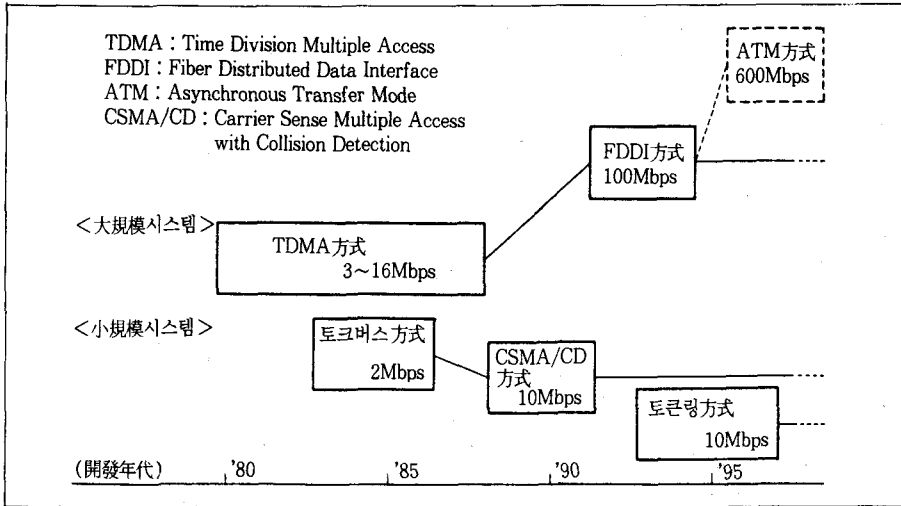 TDMA : Time Division Multiple Access
FDDI : Fiber Distributed Data Interface
ATM : Asynchronous Transfer Mode
CSMA/CD : Carrier Sense Multiple Access
with Collision Detection
ATM方式
600Mbps
FDDI方式
100Mbps
<大規模시스템>
TDMA方式
3~16Mbps
<小規模시스템>
토크버스方式
2Mbps
CSMA/CD
方式
10Mbps
토큰링方式
10Mbps
(開發年代) '80 '85 '90 '95